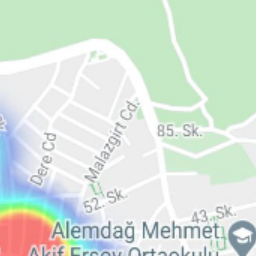 Malazgirt Cd.
85. Sk.
Dere Cd
52. Sk.
43. Sk.
Alemdağ Mehmet
Akif Ersoy Ortaokulu